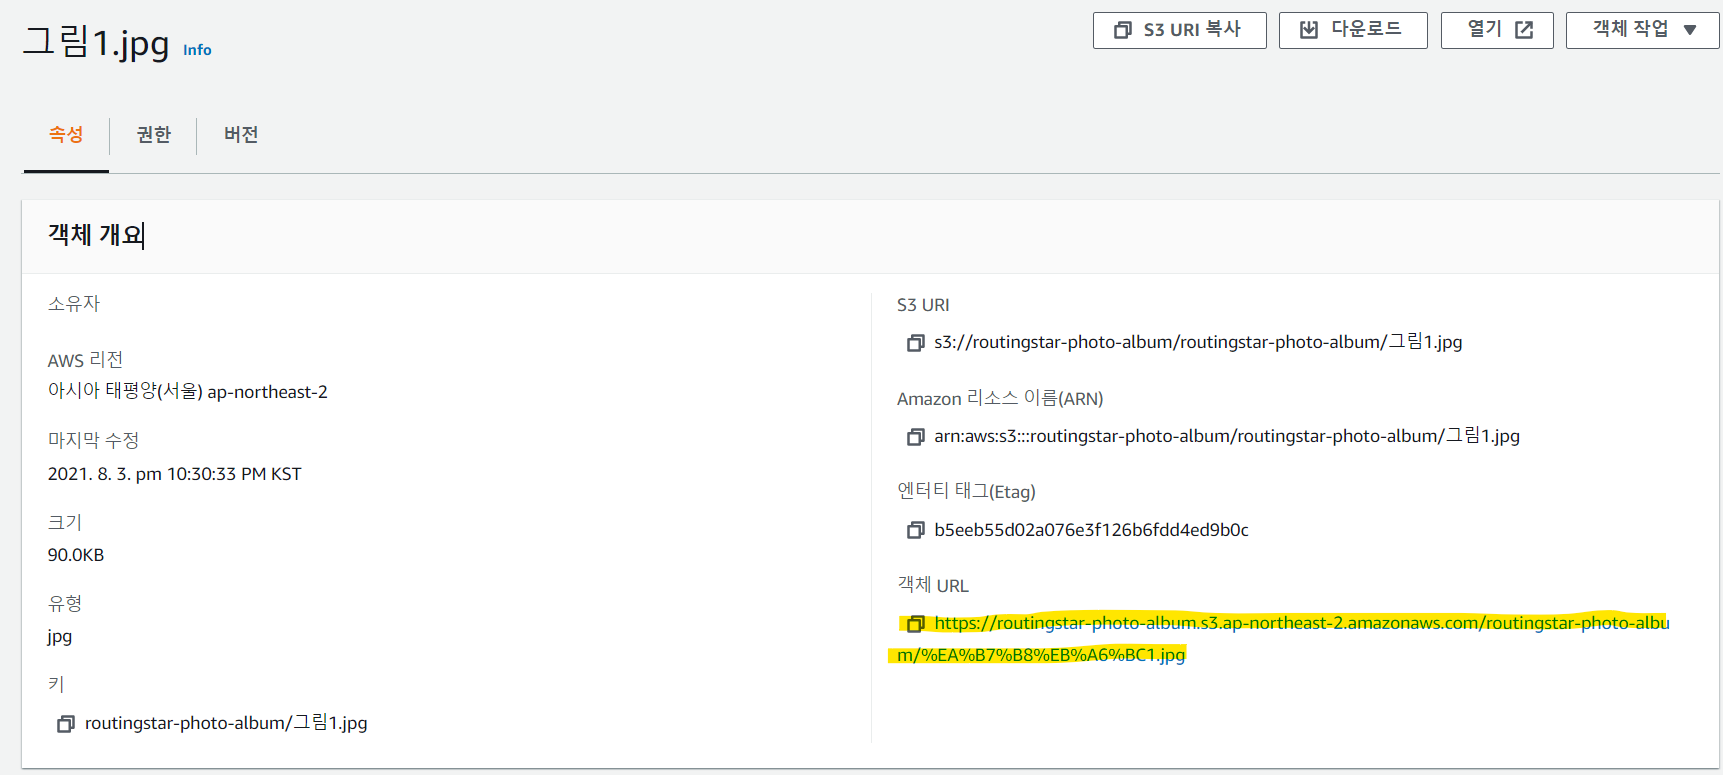 그림1.jpg Info
S3 URI 복사 다운로드 열기 객체 작업
속성 권한 버전
객체 개요
소유자
AWS 리전
아시아 태평양(서울) ap-northeast-2
마지막 수정
2021. 8. 3. pm 10:30:33 PM KST
크기
90.0KB
유형
jpg
키
routingstar-photo-album/그림1.jpg
S3 URI
s3://routingstar-photo-album/routingstar-photo-album/그림1.jpg
Amazon 리소스 이름(ARN)
arn:aws:s3:::routingstar-photo-album/routingstar-photo-album/그림1.jpg
엔터티 태그(Etag)
b5eeb55d02a076e3f126b6fdd4ed9b0c
객체 URL
https://routingstar-photo-album.s3.ap-northeast-2.amazonaws.com/routingstar-photo-albu
m/%EA%B7%B8%EB%A6%BC1.jpg